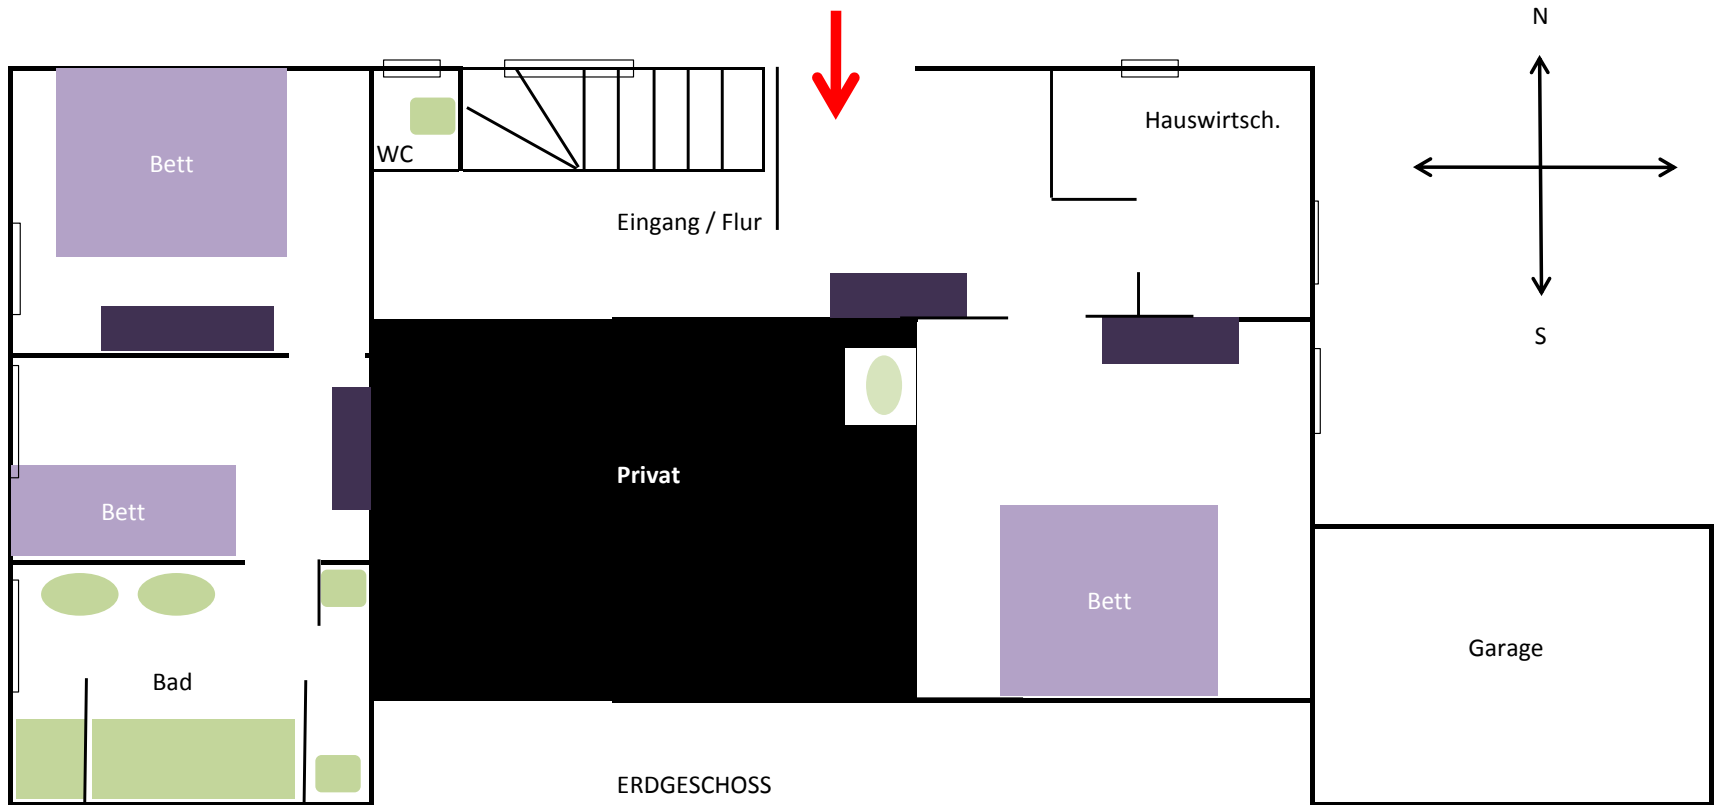 N
Hauswirtsch.
Bett
WC
Eingang / Flur
S
Privat
Bett
Bett
Garage
Bad
ERDGESCHOSS